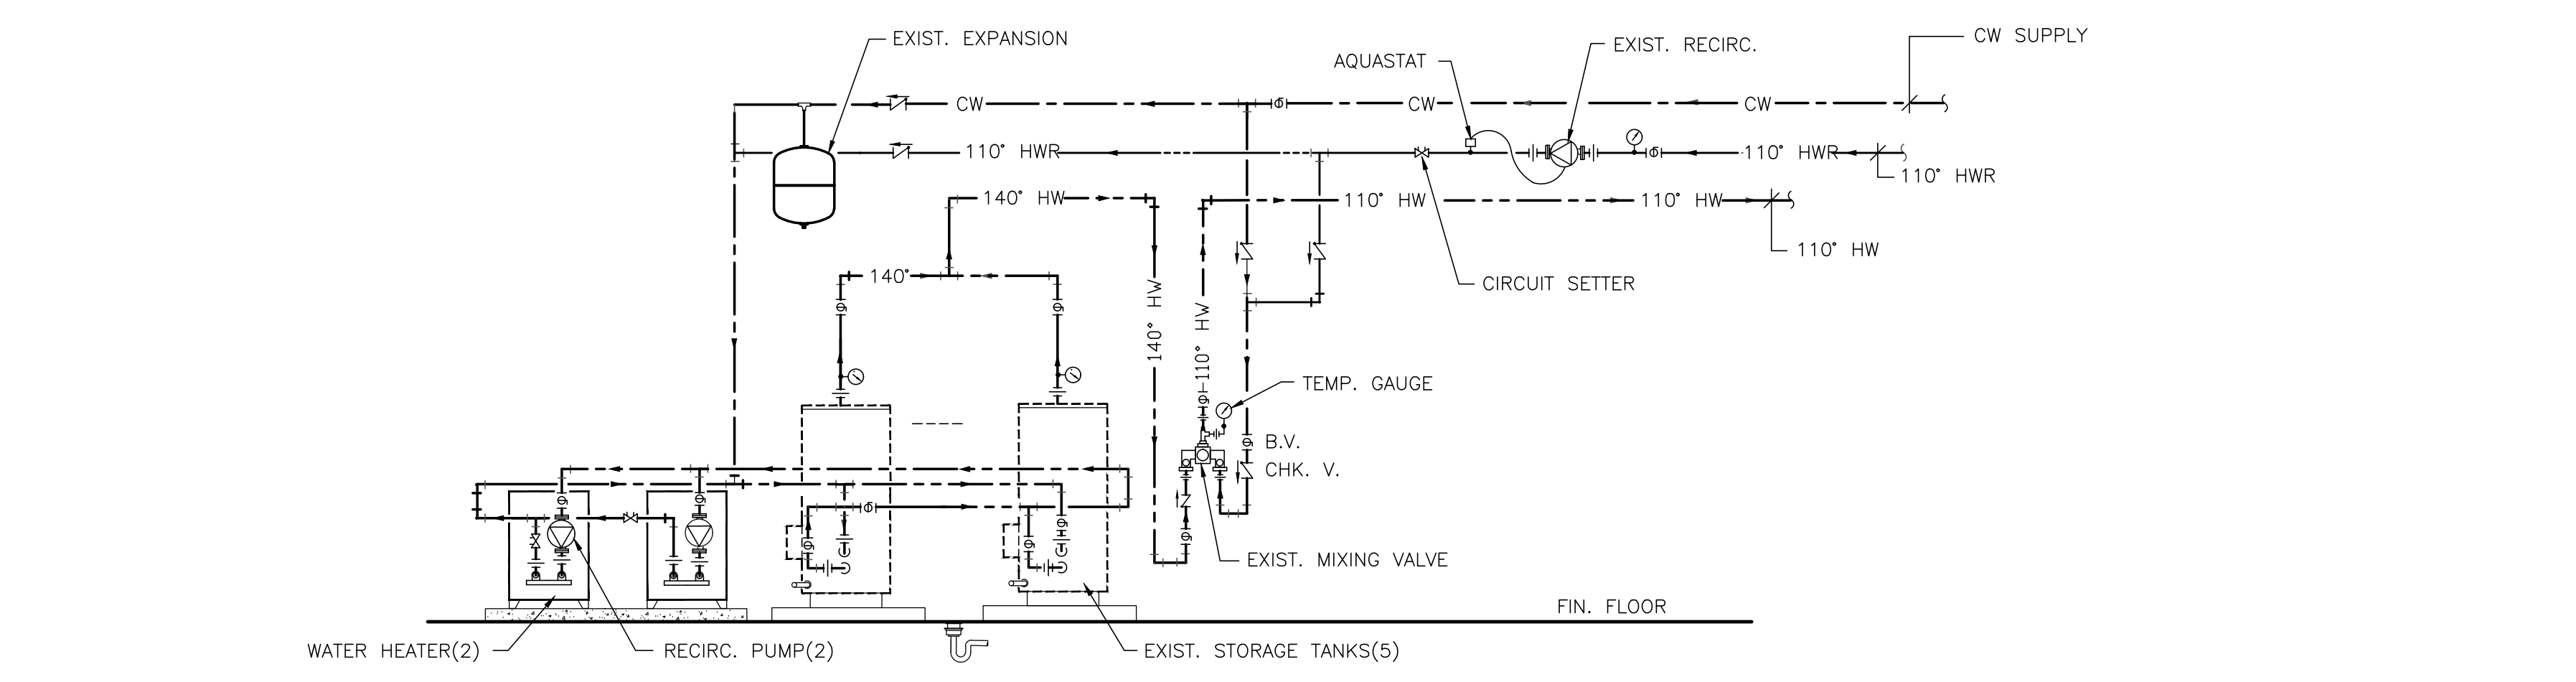 EXIST. EXPANSION
CW SUPPLY
EXIST. RECIRC.
AQUASTAT
CW
CW
CW
110° HWR
110° HWR
110° HWR
140° HW
110° HW
110° HW
110° HW
140°
140° HW
110° HW
CIRCUIT SETTER
TEMP. GAUGE
B.V.
CHK. V.
EXIST. MIXING VALVE
FIN. FLOOR
WATER HEATER(2)
RECIRC. PUMP(2)
EXIST. STORAGE TANKS(5)